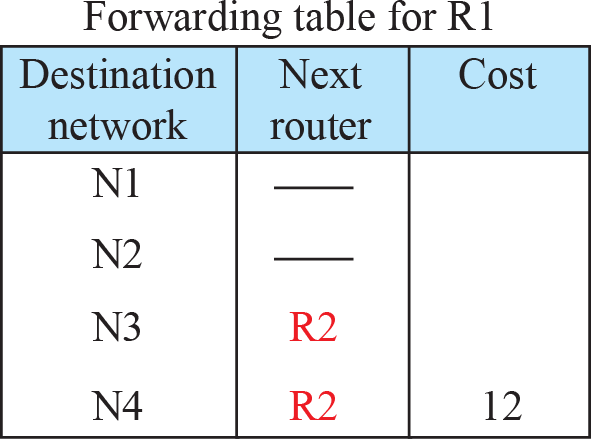 Forwarding table for R1
Destination network Next router Cost
N1 ——
N2 ——
N3 R2
N4 R2 12